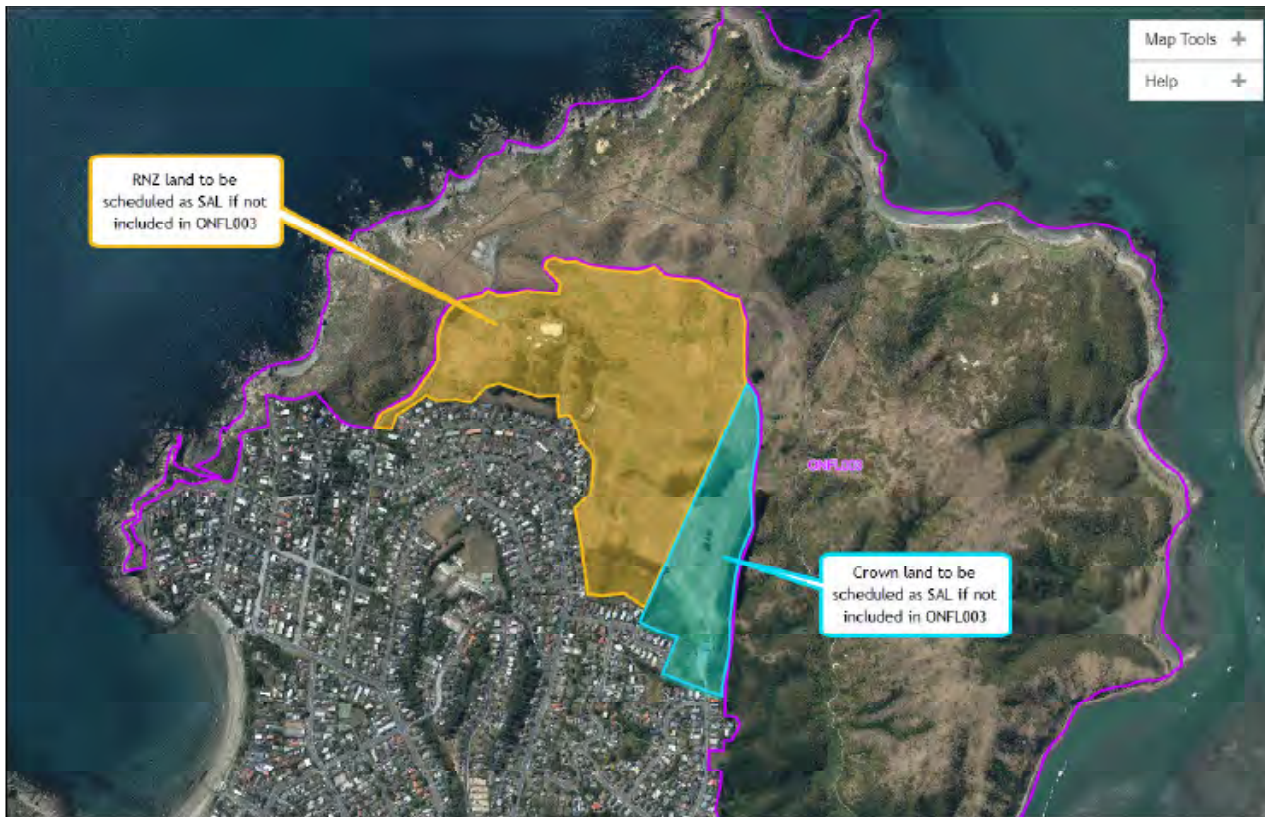 Map Tools +
Help +
RNZ land to be
scheduled as SAL if not
included in ONFL003
ONFL003
Crown land to be
scheduled as SAL if not
included in ONFL003